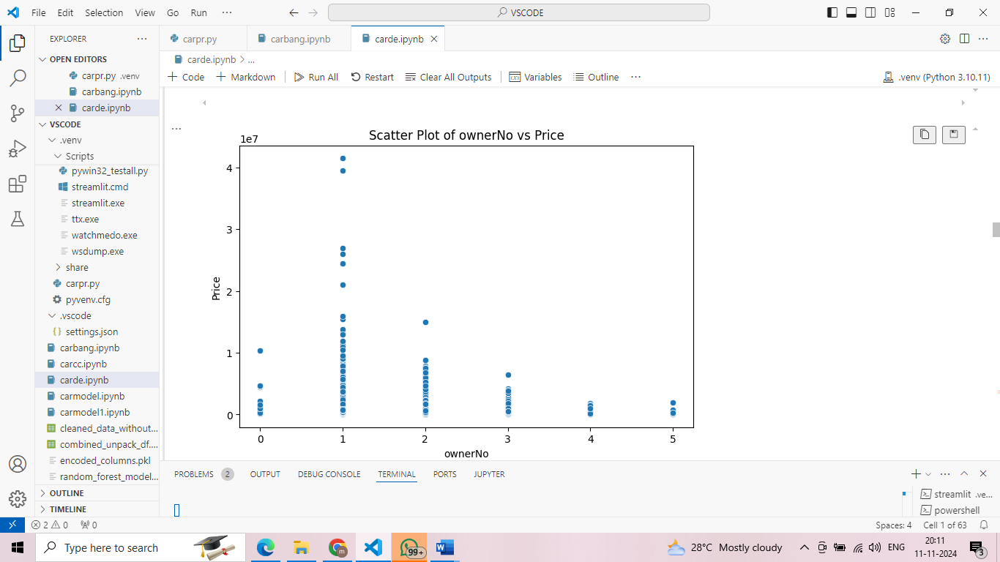 File Edit Selection View Go Run ···
VSCODE
EXPLORER ···
OPEN EDITORS
carpr.py .venv
carbang.ipynb
carde.ipynb
VSCODE
.venv
Scripts
pywin32_testall.py
streamlit.cmd
streamlit.exe
ttx.exe
watchmedo.exe
wsdump.exe
share
carpr.py
pyvenv.cfg
.vscode
settings.json
carbang.ipynb
carcc.ipynb
carde.ipynb
carmodel.ipynb
carmodel1.ipynb
cleaned_data_without...
combined_unpack_df....
encoded_columns.pkl
random_forest_model...
OUTLINE
TIMELINE
carpr.py carbang.ipynb carde.ipynb
carde.ipynb > ...
Code Markdown Run All Restart Clear All Outputs Variables Outline ··· .venv (Python 3.10.11)
Scatter Plot of ownerNo vs Price
1e7
4
3
2
1
0
Price
0 1 2 3 4 5
ownerNo
PROBLEMS 2 OUTPUT DEBUG CONSOLE TERMINAL PORTS JUPYTER
streamlit .ve...
powershell
2 0 0 Spaces: 4 Cell 1 of 63
Type here to search
99+
28°C Mostly cloudy ENG
20:11
11-11-2024
3